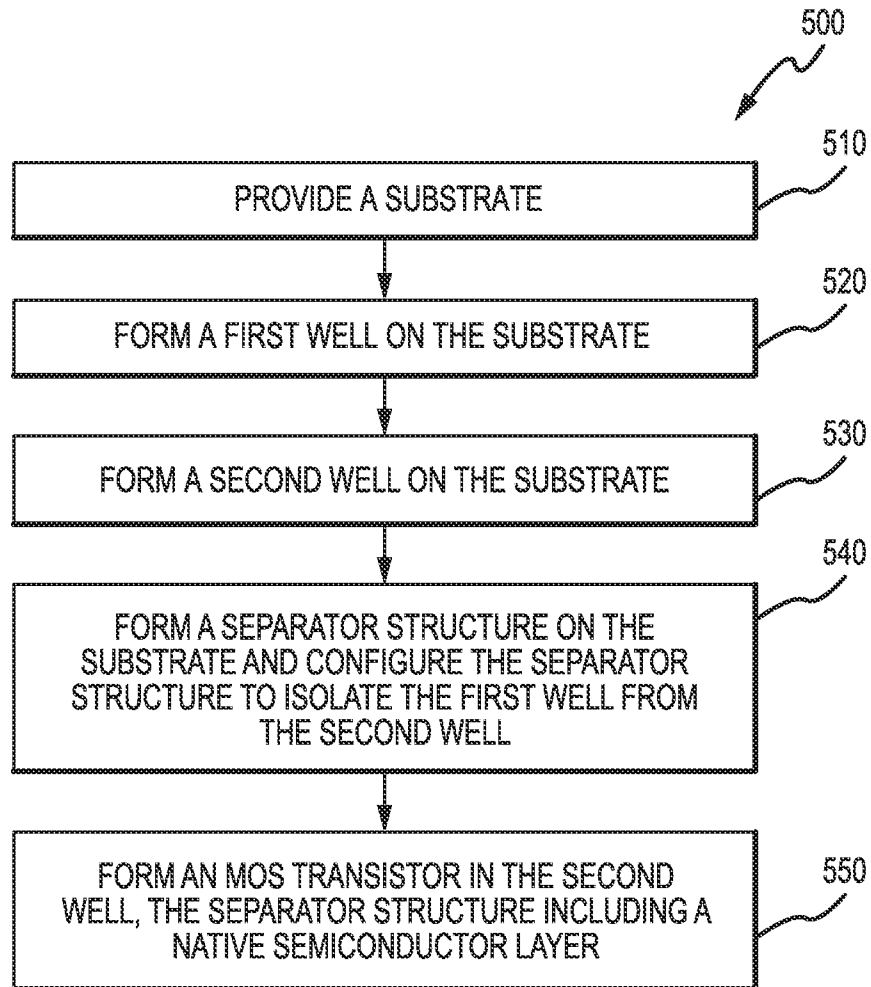 500
510
PROVIDE A SUBSTRATE
520
FORM A FIRST WELL ON THE SUBSTRATE
530
FORM A SECOND WELL ON THE SUBSTRATE
540
FORM A SEPARATOR STRUCTURE ON THE
SUBSTRATE AND CONFIGURE THE SEPARATOR
STRUCTURE TO ISOLATE THE FIRST WELL FROM
THE SECOND WELL
550
FORM AN MOS TRANSISTOR IN THE SECOND
WELL, THE SEPARATOR STRUCTURE INCLUDING A
NATIVE SEMICONDUCTOR LAYER